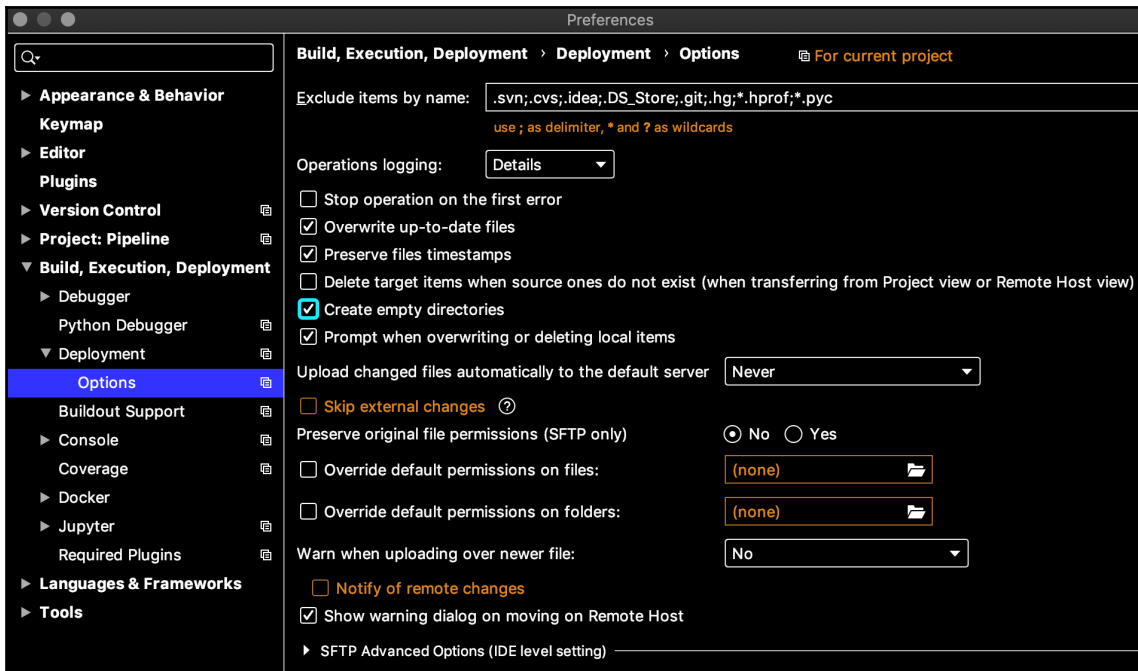 Preferences
Appearance & Behavior
Keymap
Editor
Plugins
Version Control
Project: Pipeline
Build, Execution, Deployment
Debugger
Python Debugger
Deployment
Options
Buildout Support
Console
Coverage
Docker
Jupyter
Required Plugins
Languages & Frameworks
Tools
Build, Execution, Deployment › Deployment › Options For current project
Exclude items by name: .svn;.cvs;.idea;.DS_Store;.git;.hg;*.hprof;*.pyc
use ; as delimiter, * and ? as wildcards
Operations logging: Details
Stop operation on the first error
Overwrite up-to-date files
Preserve files timestamps
Delete target items when source ones do not exist (when transferring from Project view or Remote Host view)
Create empty directories
Prompt when overwriting or deleting local items
Upload changed files automatically to the default server Never
Skip external changes ?
Preserve original file permissions (SFTP only) No Yes
Override default permissions on files: (none)
Override default permissions on folders: (none)
Warn when uploading over newer file: No
Notify of remote changes
Show warning dialog on moving on Remote Host
SFTP Advanced Options (IDE level setting)